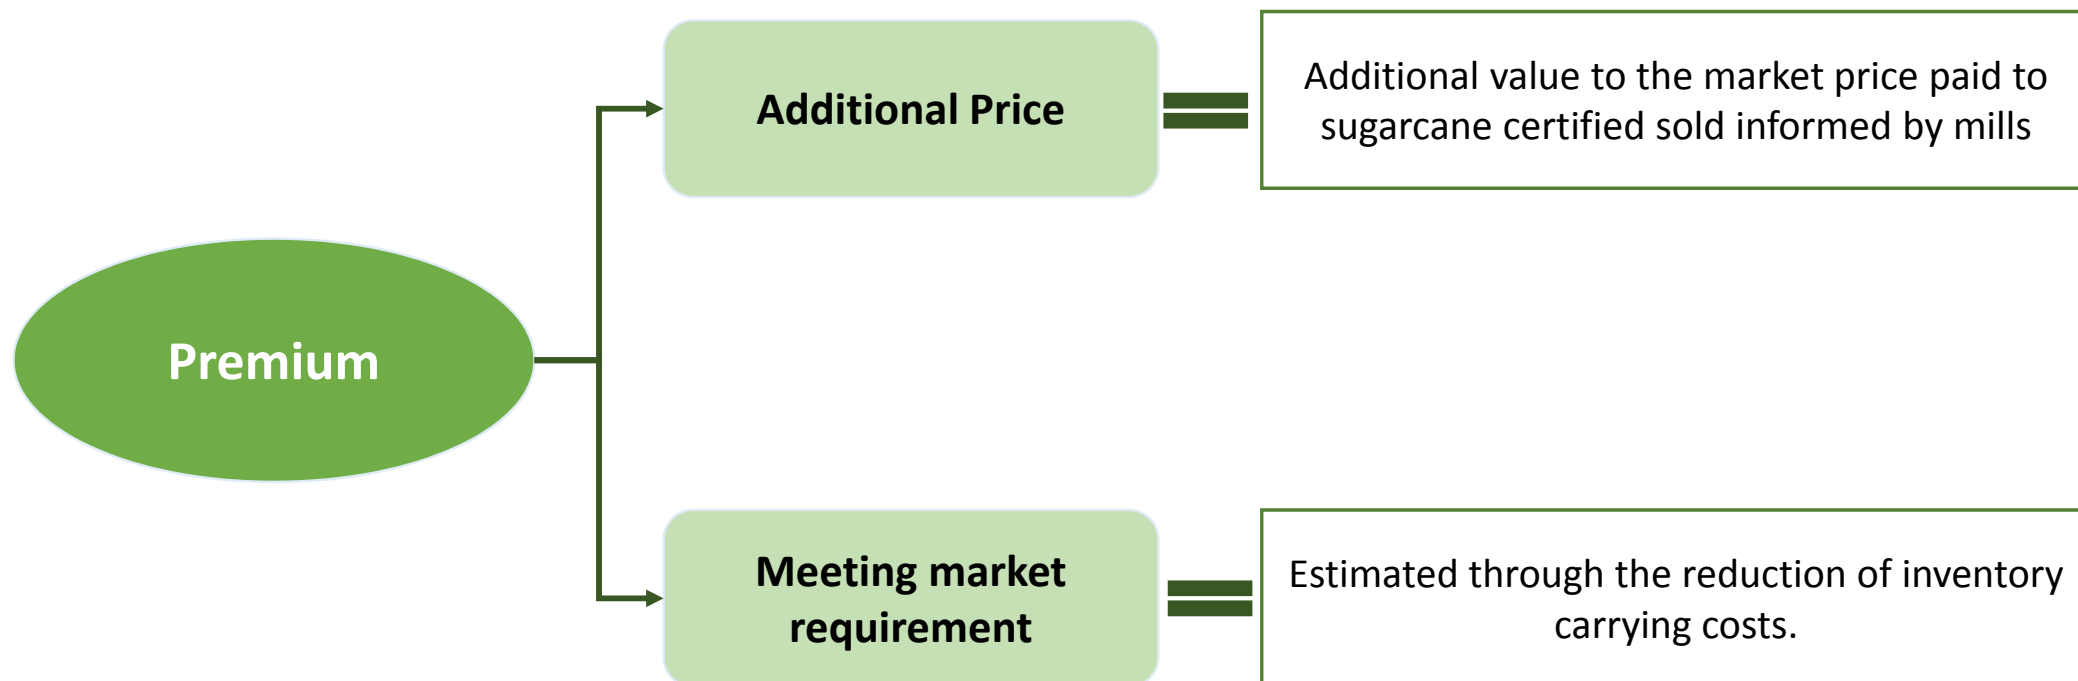 Additional Price
Additional value to the market price paid to
sugarcane certified sold informed by mills
Premium
Meeting market
requirement
Estimated through the reduction of inventory
carrying costs.